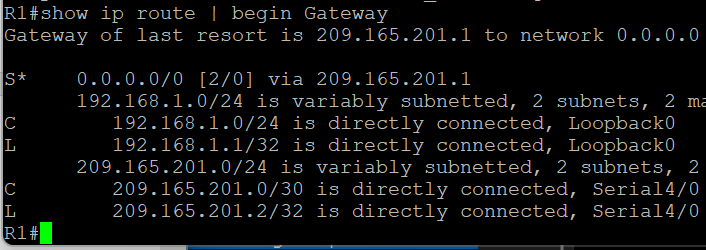 R1#show ip route | begin Gateway
Gateway of last resort is 209.165.201.1 to network 0.0.0.0
S* 0.0.0.0/0 [2/0] via 209.165.201.1
192.168.1.0/24 is variably subnetted, 2 subnets, 2 ma
C 192.168.1.0/24 is directly connected, Loopback0
L 192.168.1.1/32 is directly connected, Loopback0
209.165.201.0/24 is variably subnetted, 2 subnets, 2
C 209.165.201.0/30 is directly connected, Serial4/0
L 209.165.201.2/32 is directly connected, Serial4/0
R1#